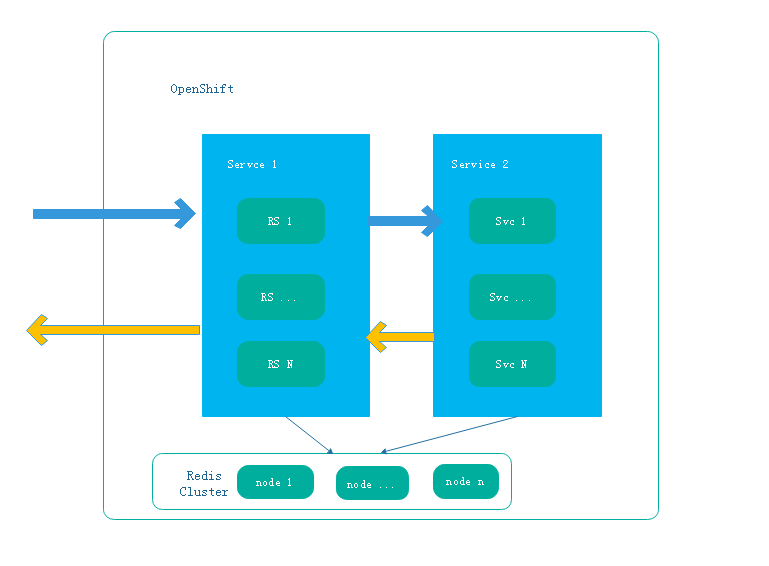 OpenShift
Servce 1
Service 2
RS 1
Svc 1
RS ...
Svc ...
RS N
Svc N
Redis
Cluster
node 1
node ...
node n